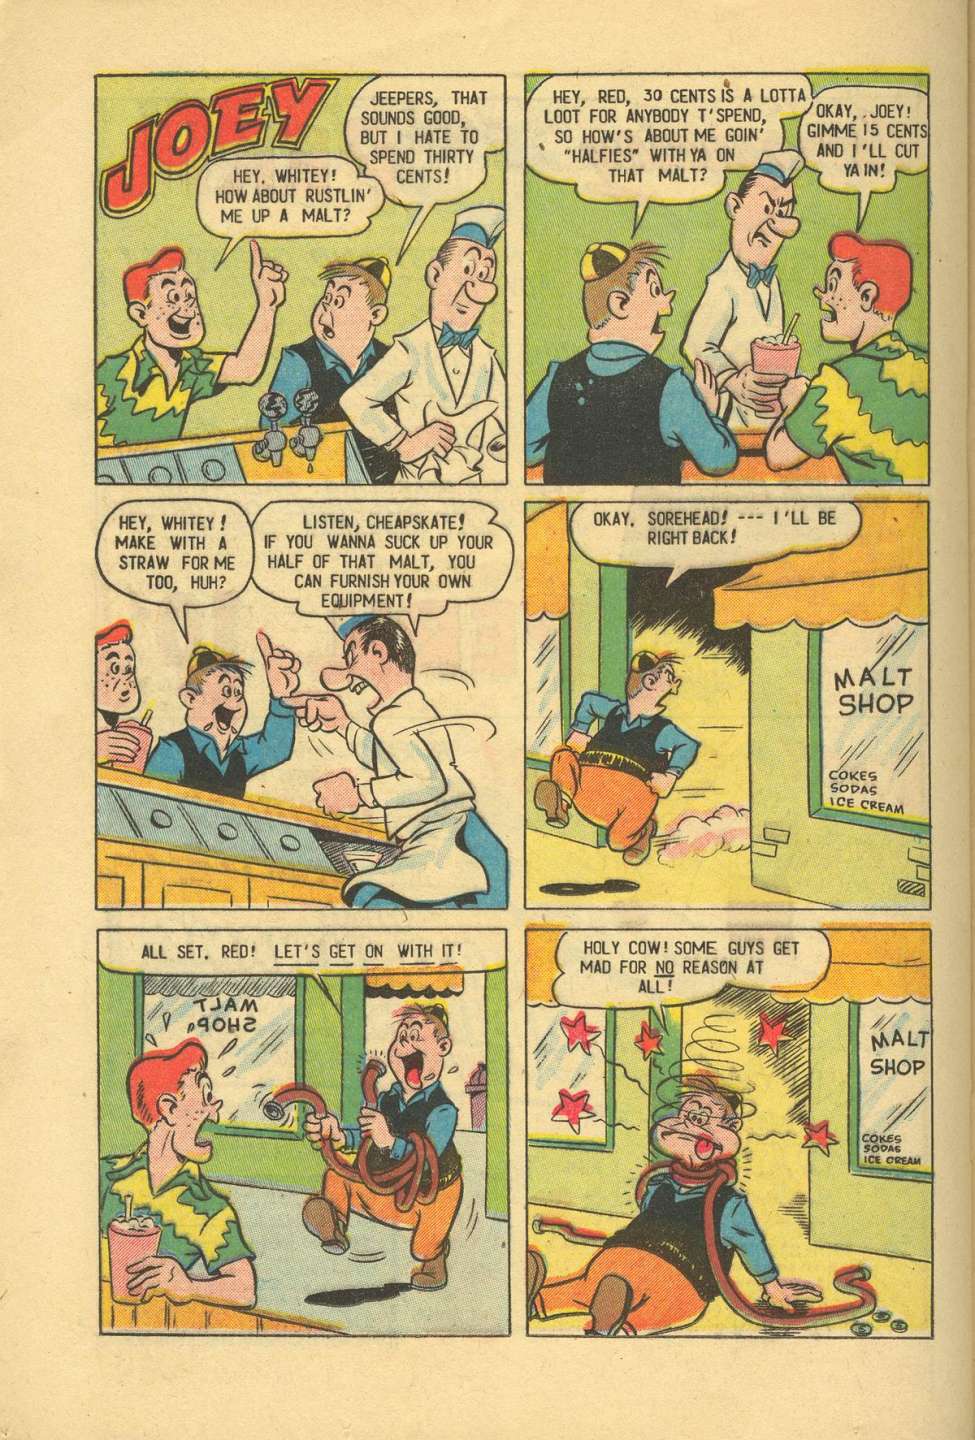 JOEY
HEY, WHITEY!
HOW ABOUT RUSTLIN'
ME UP A MALT?
JEEPERS, THAT
SOUNDS GOOD,
BUT I HATE TO
SPEND THIRTY
CENTS!
HEY, RED, 30 CENTS IS A LOTTA
LOOT FOR ANYBODY T'SPEND,
SO HOW'S ABOUT ME GOIN'
"HALFIES" WITH YA ON
THAT MALT?
OKAY, JOEY!
GIMME 15 CENTS
AND I'LL CUT
YA IN!
HEY, WHITEY!
MAKE WITH A
STRAW FOR ME
TOO, HUH?
LISTEN, CHEAPSKATE!
IF YOU WANNA SUCK UP YOUR
HALF OF THAT MALT, YOU
CAN FURNISH YOUR OWN
EQUIPMENT!
OKAY, SOREHEAD! --- I'LL BE
RIGHT BACK!
MALT
SHOP
COKES
SODAS
ICE CREAM
ALL SET, RED! LET'S GET ON WITH IT!
MALT
SHOP
HOLY COW! SOME GUYS GET
MAD FOR NO REASON AT
ALL!
MALT
SHOP
COKES
SODAS
ICE CREAM